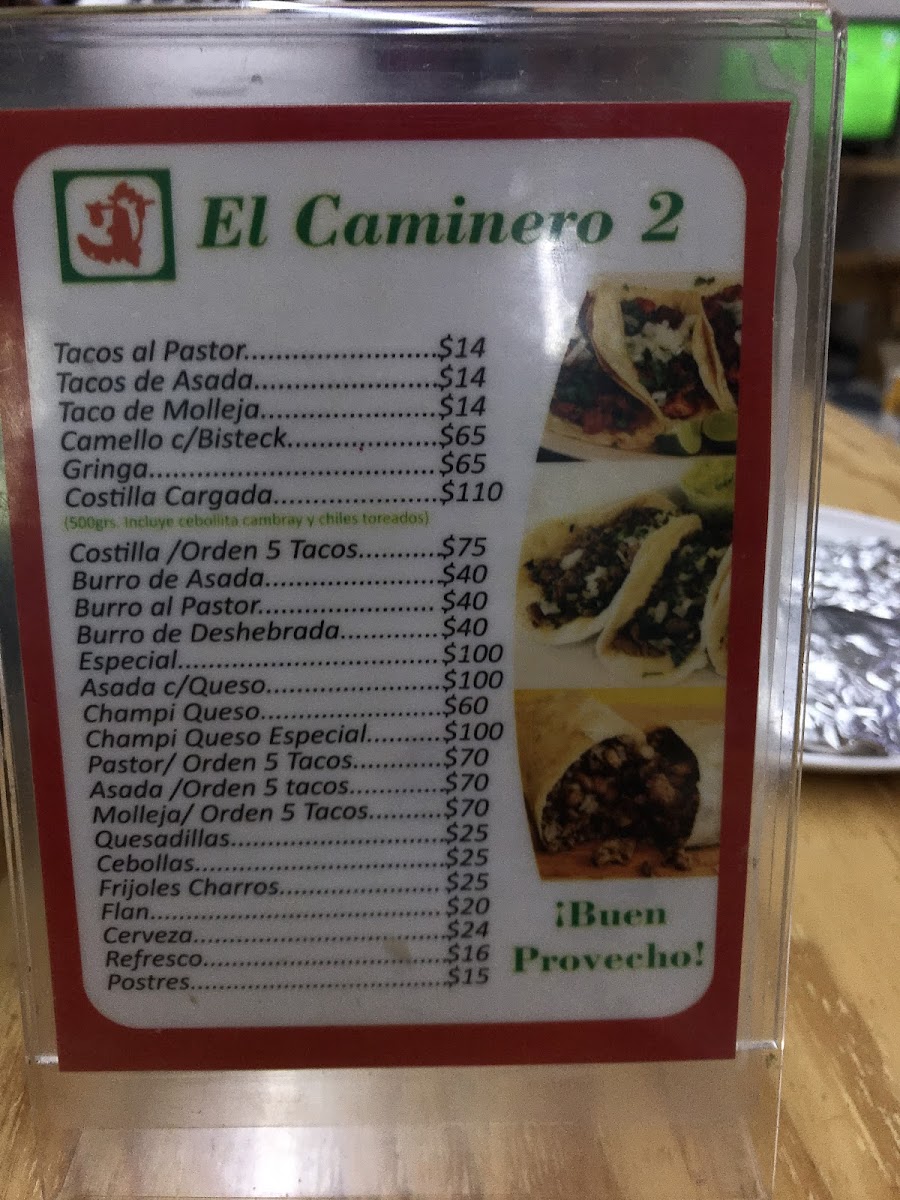 El Caminero 2
Tacos al Pastor........................$14
Tacos de Asada.......................$14
Taco de Molleja......................$14
Camello c/Bisteck...................$65
Gringa....................................$65
Costilla Cargada.....................$110
(500grs. Incluye cebollita cambray y chiles toreados)
Costilla /Orden 5 Tacos..........$75
Burro de Asada......................$40
Burro al Pastor...................... $40
Burro de Deshebrada.............$40
Especial.................................$100
Asada c/Queso......................$100
Champi Queso.......................$60
Champi Queso Especial..........$100
Pastor/ Orden 5 Tacos...........$70
Asada /Orden 5 tacos............$70
Molleja/ Orden 5 Tacos.........$70
Quesadillas...........................$25
Cebollas................................$25
Frijoles Charros.................... $25
Flan..................................... $20
Cerveza................................$24
Refresco...............................$16
Postres.................................$15
¡Buen
Provecho!